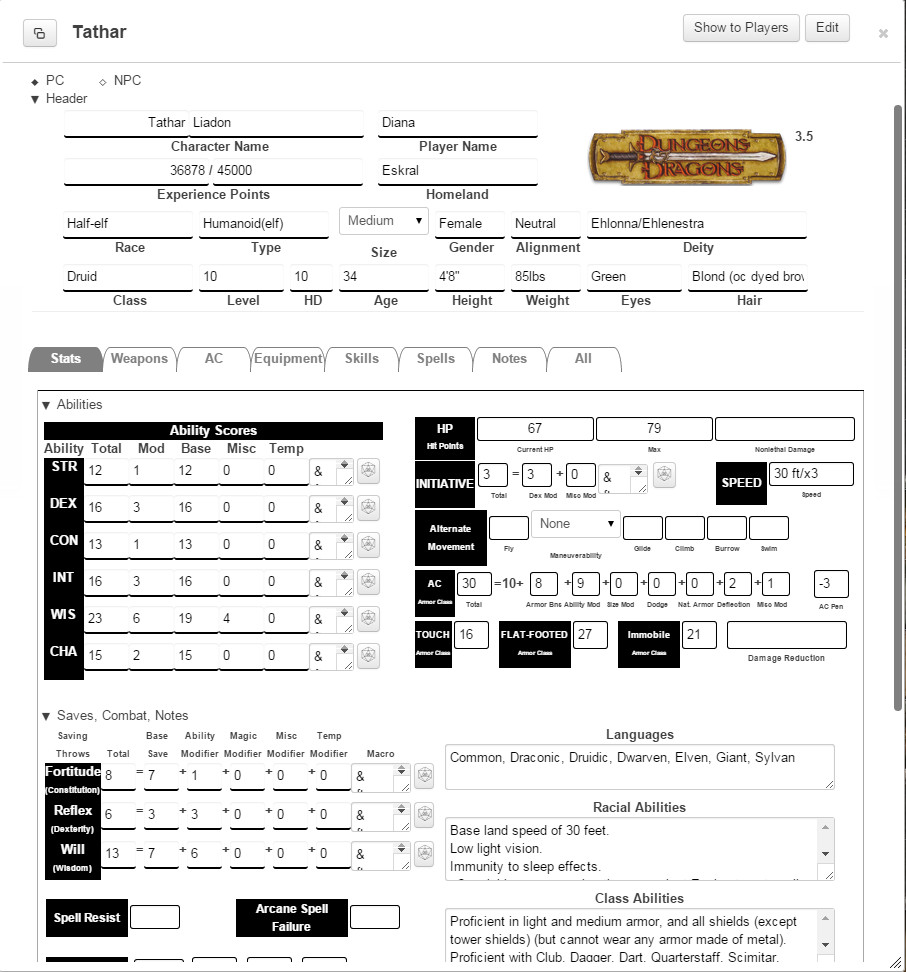 Tathar
Show to Players
Edit
PC
NPC
Header
Tathar Liadon
Diana
Character Name
Player Name
DUNGEONS
DRAGONS
3.5
36878 / 45000
Eskral
Experience Points
Homeland
Half-elf
Humanoid(elf)
Medium
Female
Neutral
Ehlonna/Ehlenestra
Race
Type
Size
Gender
Alignment
Deity
Druid
10
10
34
4'8"
85lbs
Green
Blond (oc dyed brov
Class
Level
HD
Age
Height
Weight
Eyes
Hair
Stats
Weapons
AC
Equipment
Skills
Spells
Notes
All
Abilities
Ability Scores
Ability Total Mod Base Misc Temp
STR 12 1 12 0 0 &
DEX 16 3 16 0 0 &
CON 13 1 13 0 0 &
INT 16 3 16 0 0 &
WIS 23 6 19 4 0 &
CHA 15 2 15 0 0 &
HP
Hit Points
67
79
Current HP
Max
Nonlethal Damage
INITIATIVE
3 = 3 + 0 &
Total
Dex Mod
Misc Mod
SPEED
30 ft/x3
Speed
Alternate
Movement
None
Fly
Maneuverability
Glide
Climb
Burrow
Swim
AC
Armor Class
30 =10+ 8 +9 +0 +0 +0 +2 +1
-3
Total
Armor Bns
Ability Mod
Size Mod
Dodge
Nat. Armor
Deflection
Misc Mod
AC Pen
TOUCH
Armor Class
16
FLAT-FOOTED
Armor Class
27
Immobile
Armor Class
21
Damage Reduction
Saves, Combat, Notes
Saving
Throws
Total
Base
Save
Ability
Modifier
Magic
Modifier
Misc
Modifier
Temp
Modifier
Macro
Fortitude
(Constitution)
8 = 7 + 1 + 0 + 0 + 0 &
Reflex
(Dexterity)
6 = 3 + 3 + 0 + 0 + 0 &
Will
(Wisdom)
13 = 7 + 6 + 0 + 0 + 0 &
Spell Resist
Arcane Spell
Failure
Languages
Common, Draconic, Druidic, Dwarven, Elven, Giant, Sylvan
Racial Abilities
Base land speed of 30 feet.
Low light vision.
Immunity to sleep effects.
Class Abilities
Proficient in light and medium armor, and all shields (except
tower shields) (but cannot wear any armor made of metal).
Proficient with Club, Dagger, Dart, Quarterstaff, Scimitar,